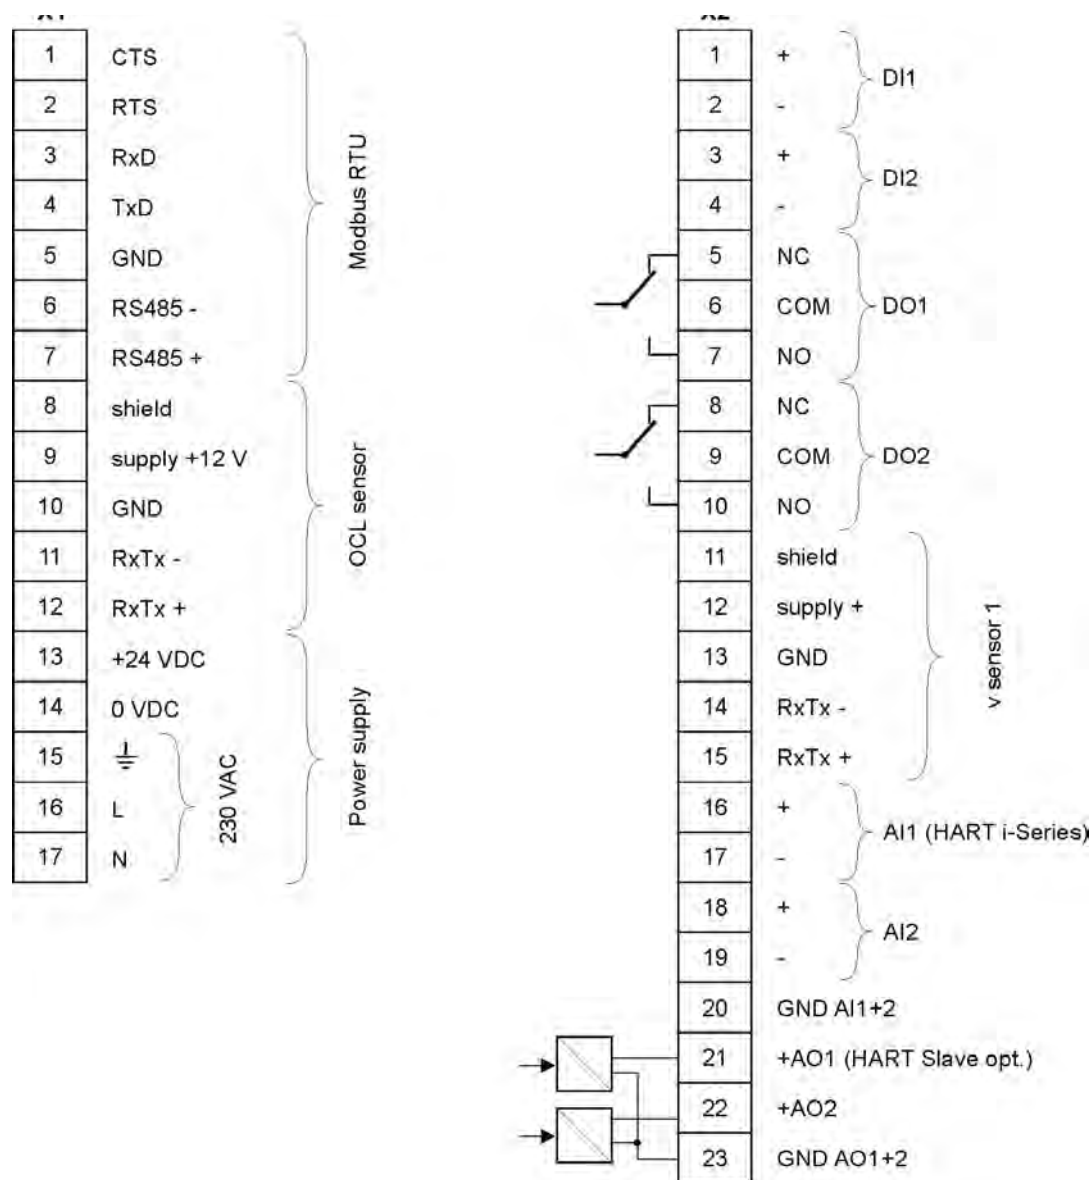 X1
1 CTS
2 RTS
3 RxD
4 TxD
5 GND
6 RS485 -
7 RS485 +
Modbus RTU
8 shield
9 supply +12 V
10 GND
11 RxTx -
12 RxTx +
OCL sensor
13 +24 VDC
14 0 VDC
15
16 L
17 N
230 VAC
Power supply
X2
1 +
2 -
DI1
3 +
4 -
DI2
5 NC
6 COM
7 NO
DO1
8 NC
9 COM
10 NO
DO2
11 shield
12 supply +
13 GND
14 RxTx -
15 RxTx +
v sensor 1
16 +
17 -
AI1 (HART i-Series)
18 +
19 -
AI2
20 GND AI1+2
21 +AO1 (HART Slave opt.)
22 +AO2
23 GND AO1+2